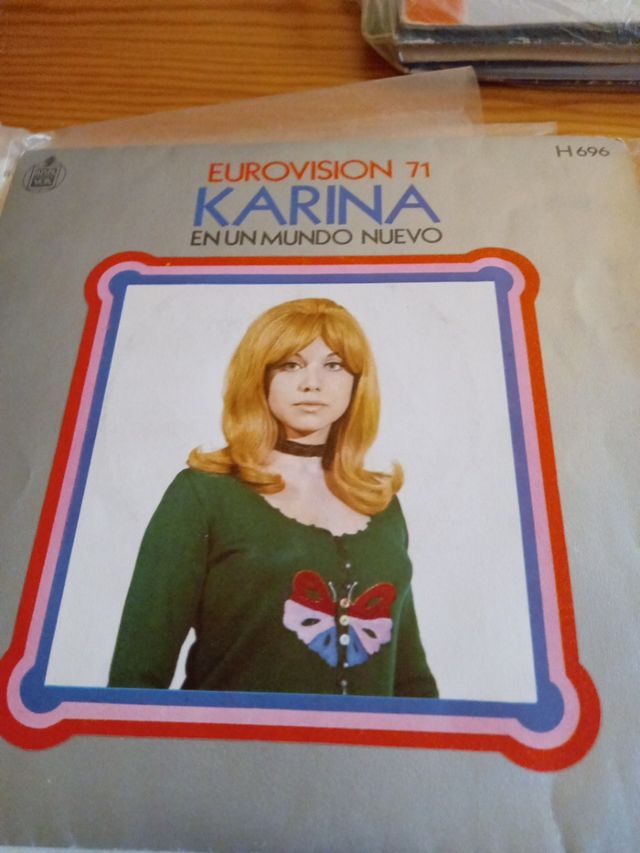 H 696
EUROVISION 71
KARINA
EN UN MUNDO NUEVO